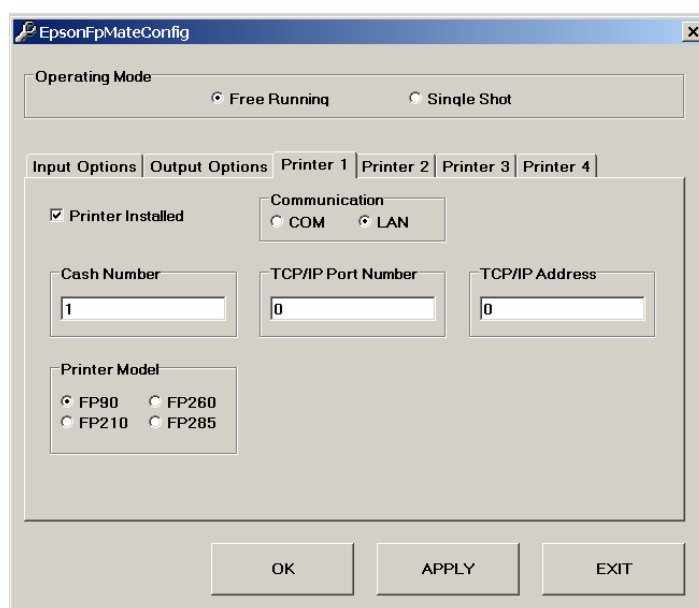 EpsonFpMateConfig
Operating Mode
Free Running Single Shot
Input Options Output Options Printer 1 Printer 2 Printer 3 Printer 4
Printer Installed
Communication
COM LAN
Cash Number TCP/IP Port Number TCP/IP Address
1 0 0
Printer Model
FP90 FP260
FP210 FP285
OK APPLY EXIT